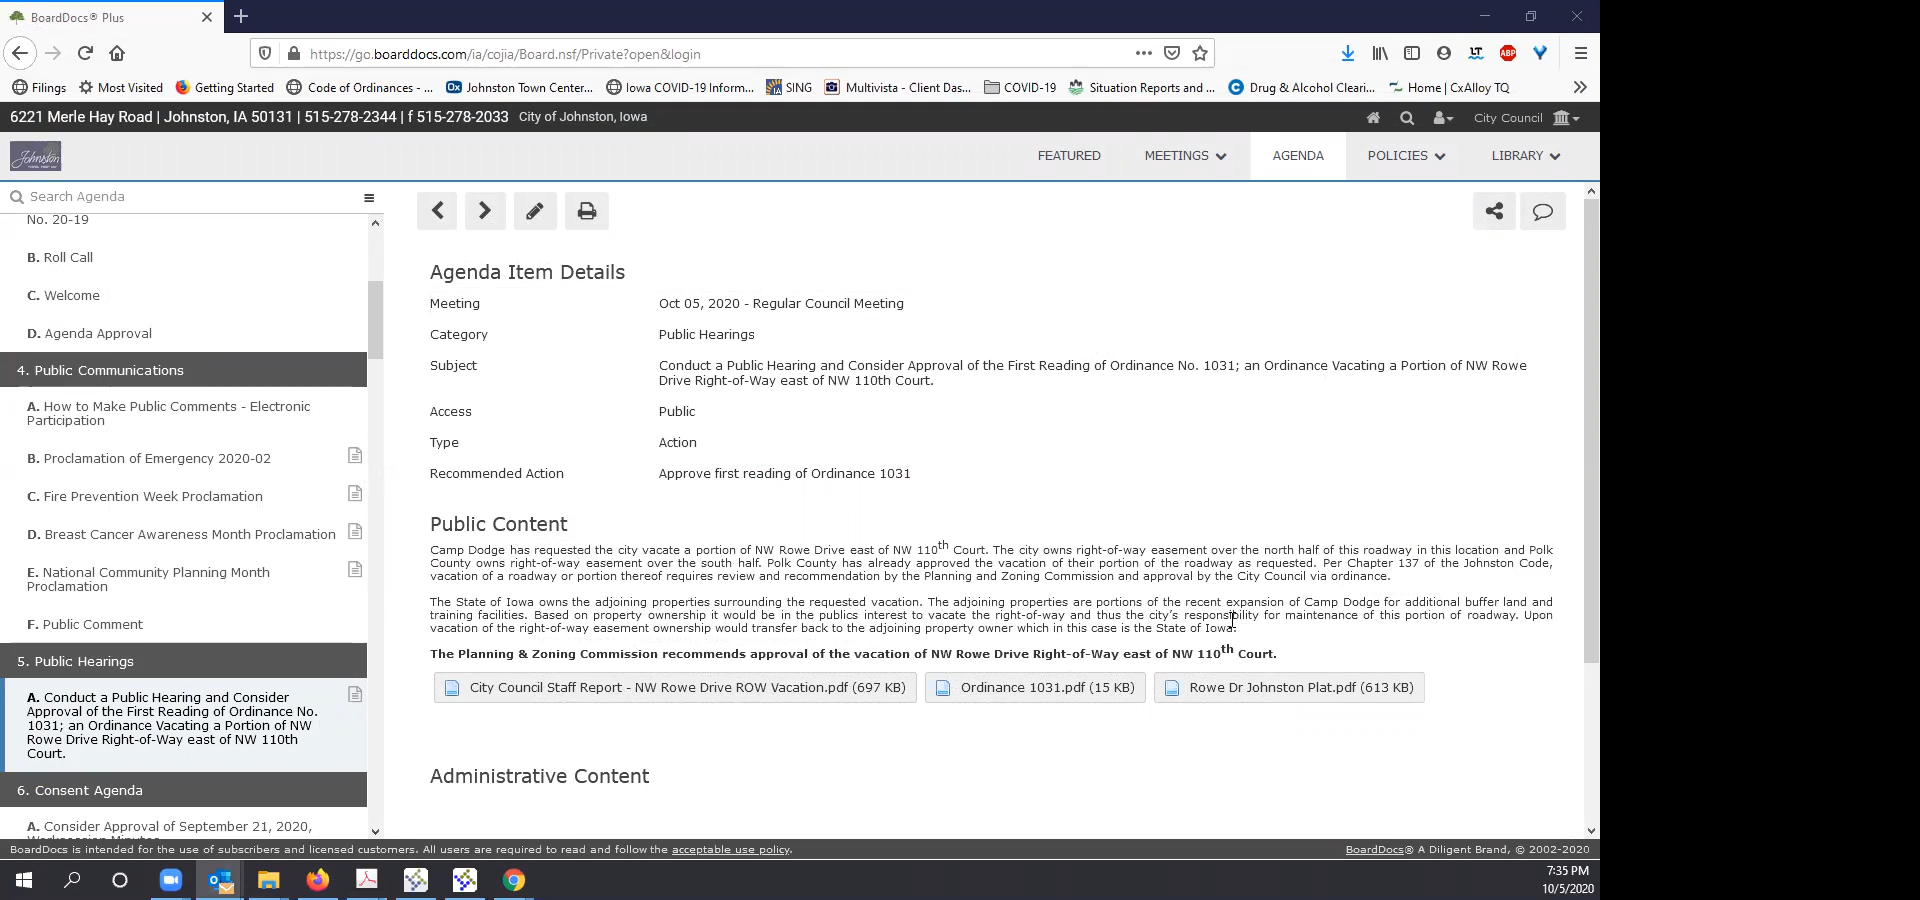 BoardDocs® Plus
https://go.boarddocs.com/ia/cojia/Board.nsf/Private?open&login
Filings
Most Visited
Getting Started
Code of Ordinances - ...
Johnston Town Center...
Iowa COVID-19 Inform...
SING
Multivista - Client Das...
COVID-19
Situation Reports and ...
Drug & Alcohol Cleari...
Home | CxAlloy TQ
6221 Merle Hay Road | Johnston, IA 50131 | 515-278-2344 | f 515-278-2033
City of Johnston, Iowa
City Council
Johnston
FEATURED
MEETINGS
AGENDA
POLICIES
LIBRARY
Search Agenda
No. 20-19
B. Roll Call
C. Welcome
D. Agenda Approval
4. Public Communications
A. How to Make Public Comments - Electronic
Participation
B. Proclamation of Emergency 2020-02
C. Fire Prevention Week Proclamation
D. Breast Cancer Awareness Month Proclamation
E. National Community Planning Month
Proclamation
F. Public Comment
5. Public Hearings
A. Conduct a Public Hearing and Consider
Approval of the First Reading of Ordinance No.
1031; an Ordinance Vacating a Portion of NW
Rowe Drive Right-of-Way east of NW 110th
Court.
6. Consent Agenda
A. Consider Approval of September 21, 2020,
Worksession Minutes
Agenda Item Details
Meeting Oct 05, 2020 - Regular Council Meeting
Category Public Hearings
Subject Conduct a Public Hearing and Consider Approval of the First Reading of Ordinance No. 1031; an Ordinance Vacating a Portion of NW Rowe
Drive Right-of-Way east of NW 110th Court.
Access Public
Type Action
Recommended Action Approve first reading of Ordinance 1031
Public Content
Camp Dodge has requested the city vacate a portion of NW Rowe Drive east of NW 110th Court. The city owns right-of-way easement over the north half of this roadway in this location and Polk
County owns right-of-way easement over the south half. Polk County has already approved the vacation of their portion of the roadway as requested. Per Chapter 137 of the Johnston Code,
vacation of a roadway or portion thereof requires review and recommendation by the Planning and Zoning Commission and approval by the City Council via ordinance.
The State of Iowa owns the adjoining properties surrounding the requested vacation. The adjoining properties are portions of the recent expansion of Camp Dodge for additional buffer land and
training facilities. Based on property ownership it would be in the publics interest to vacate the right-of-way and thus the city's responsibility for maintenance of this portion of roadway. Upon
vacation of the right-of-way easement ownership would transfer back to the adjoining property owner which in this case is the State of Iowa.
The Planning & Zoning Commission recommends approval of the vacation of NW Rowe Drive Right-of-Way east of NW 110th Court.
City Council Staff Report - NW Rowe Drive ROW Vacation.pdf (697 KB)
Ordinance 1031.pdf (15 KB)
Rowe Dr Johnston Plat.pdf (613 KB)
Administrative Content
BoardDocs is intended for the use of subscribers and licensed customers. All users are required to read and follow the acceptable use policy.
BoardDocs® A Diligent Brand, © 2002-2020
7:35 PM
10/5/2020